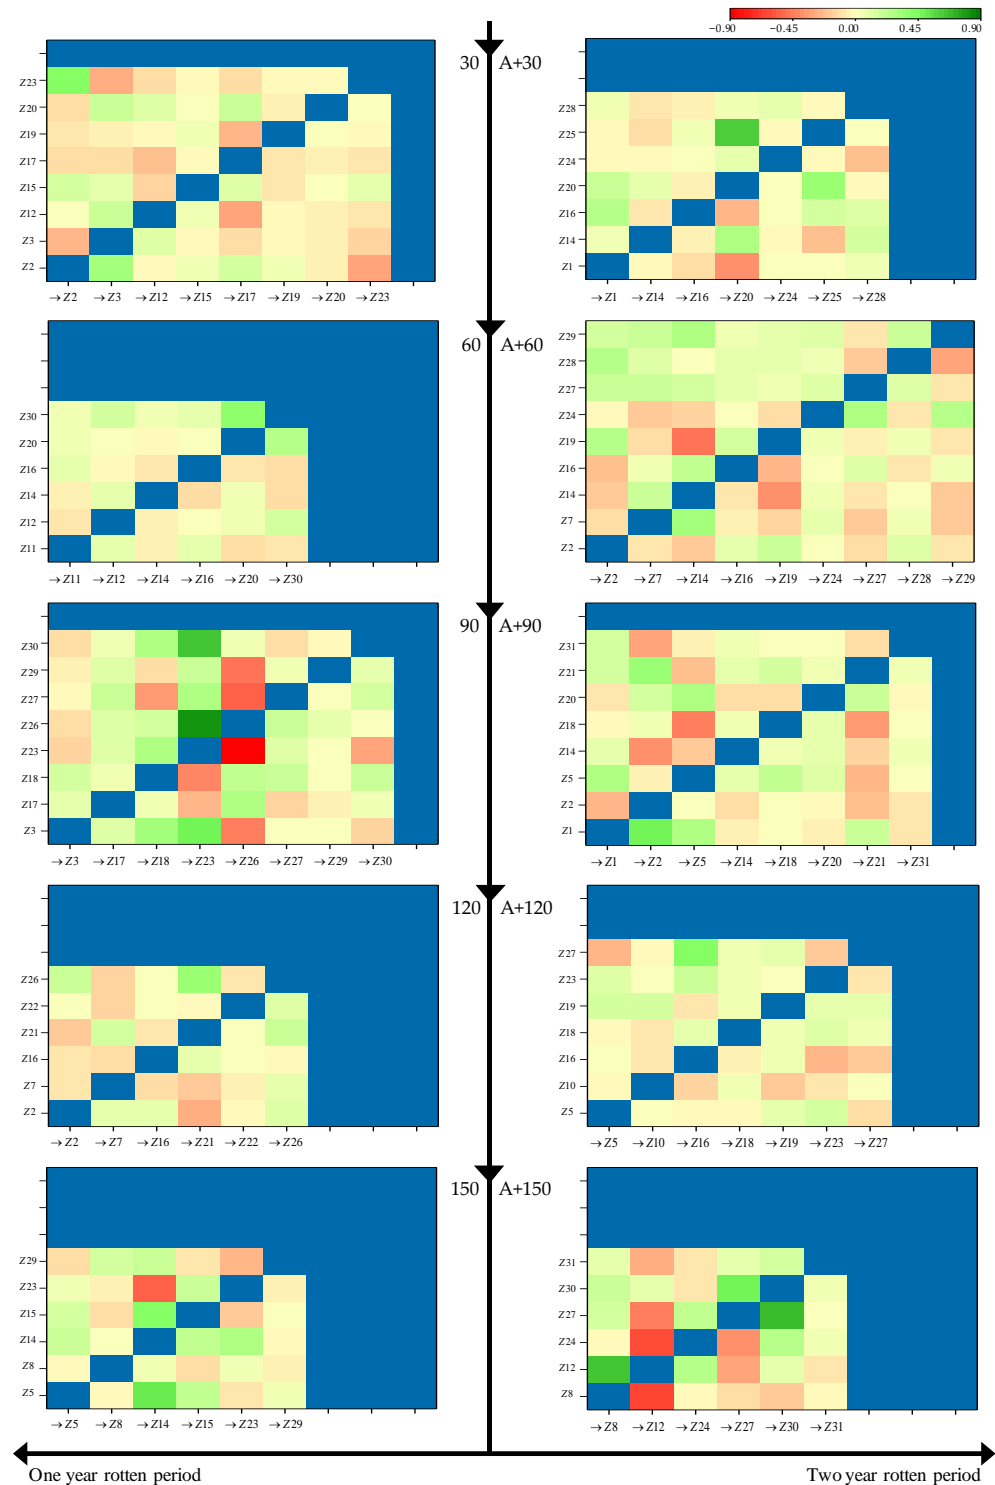 −0.90 −0.45 0.00 0.45 0.90
30 A+30
Z23
Z20
Z19
Z17
Z15
Z12
Z3
Z2
→Z2 →Z3 →Z12 →Z15 →Z17 →Z19 →Z20 →Z23
Z28
Z25
Z24
Z20
Z16
Z14
Z1
→Z1 →Z14 →Z16 →Z20 →Z24 →Z25 →Z28
60 A+60
Z30
Z20
Z16
Z14
Z12
Z11
→Z11 →Z12 →Z14 →Z16 →Z20 →Z30
Z29
Z28
Z27
Z24
Z19
Z16
Z14
Z7
Z2
→Z2 →Z7 →Z14 →Z16 →Z19 →Z24 →Z27 →Z28 →Z29
90 A+90
Z30
Z29
Z27
Z26
Z23
Z18
Z17
Z3
→Z3 →Z17 →Z18 →Z23 →Z26 →Z27 →Z29 →Z30
Z31
Z21
Z20
Z18
Z14
Z5
Z2
Z1
→Z1 →Z2 →Z5 →Z14 →Z18 →Z20 →Z21 →Z31
120 A+120
Z26
Z22
Z21
Z16
Z7
Z2
→Z2 →Z7 →Z16 →Z21 →Z22 →Z26
Z27
Z23
Z19
Z18
Z16
Z10
Z5
→Z5 →Z10 →Z16 →Z18 →Z19 →Z23 →Z27
150 A+150
Z29
Z23
Z15
Z14
Z8
Z5
→Z5 →Z8 →Z14 →Z15 →Z23 →Z29
Z31
Z30
Z27
Z24
Z12
Z8
→Z8 →Z12 →Z24 →Z27 →Z30 →Z31
One year rotten period Two year rotten period